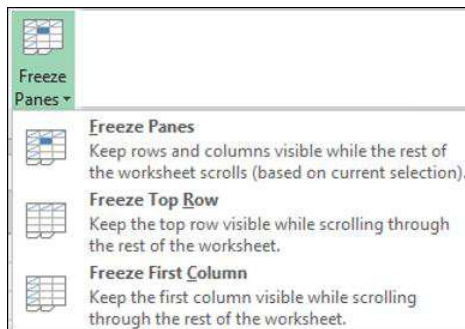 Freeze
Panes
Freeze Panes
Keep rows and columns visible while the rest of
the worksheet scrolls (based on current selection).
Freeze Top Row
Keep the top row visible while scrolling through
the rest of the worksheet.
Freeze First Column
Keep the first column visible while scrolling
through the rest of the worksheet.